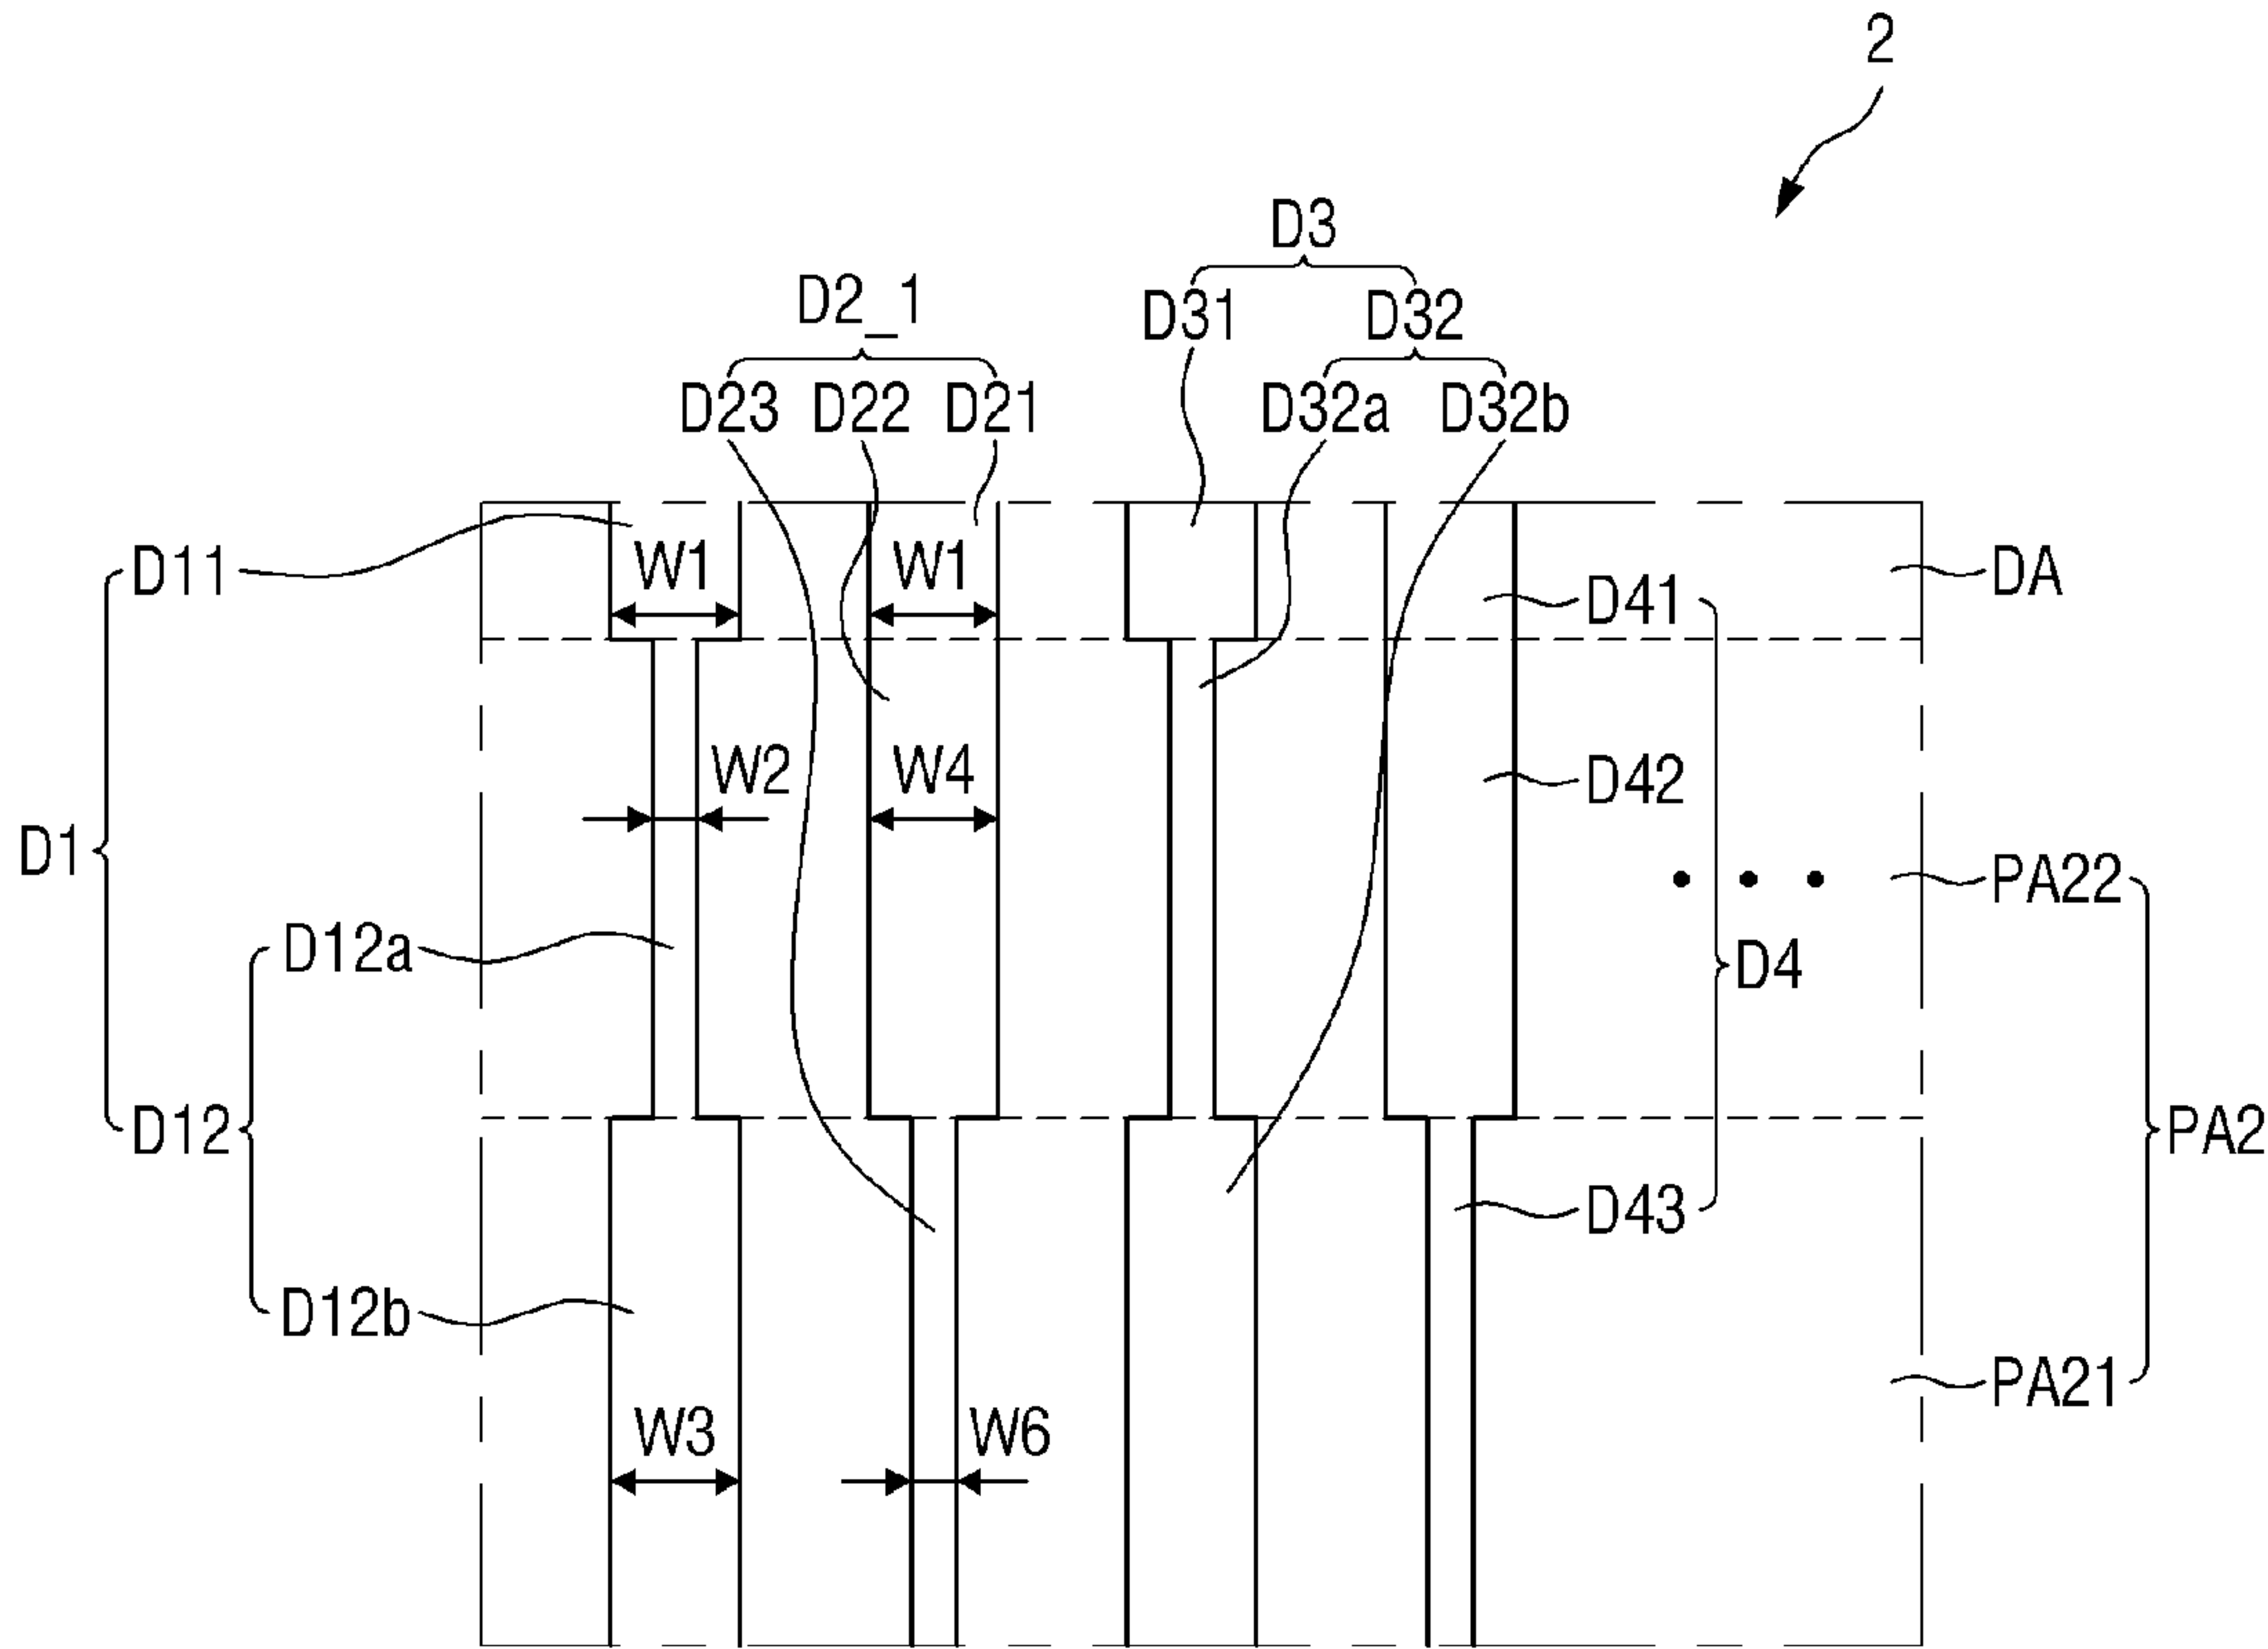 2
D3
D2_1
D31 D32
D23 D22 D21 D32a D32b
D11 W1 W1 D41 DA
W2 W4 D42
D1 PA22
D12a D4
D12 PA2
D43
D12b
PA21
W3 W6